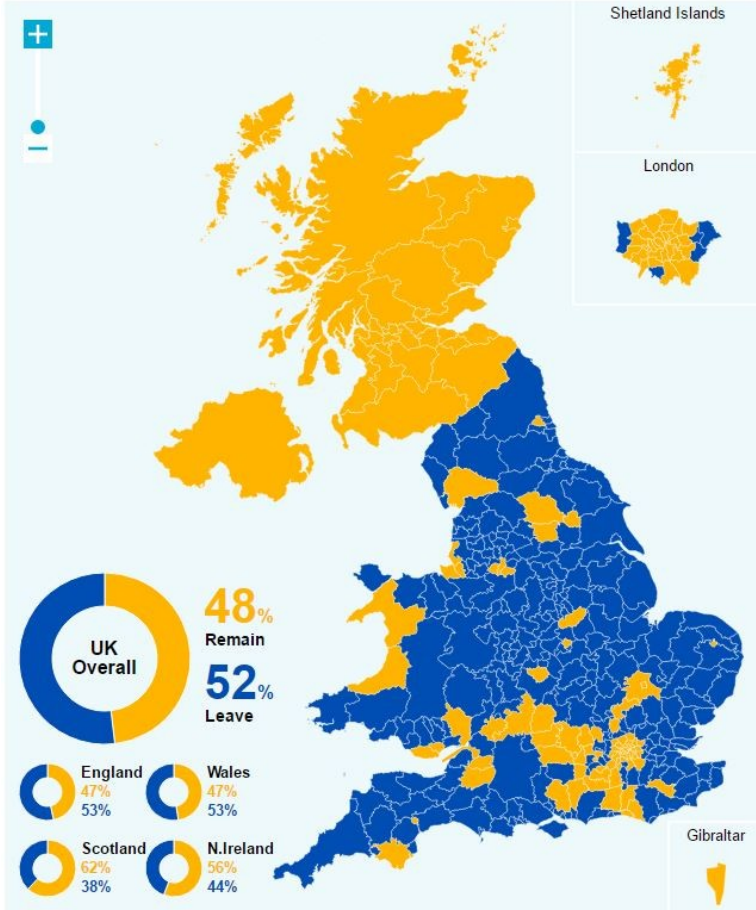 Shetland Islands
London
48%
Remain
UK
Overall
52%
Leave
England
47%
53%
Wales
47%
53%
Scotland
62%
38%
N.Ireland
56%
44%
Gibraltar